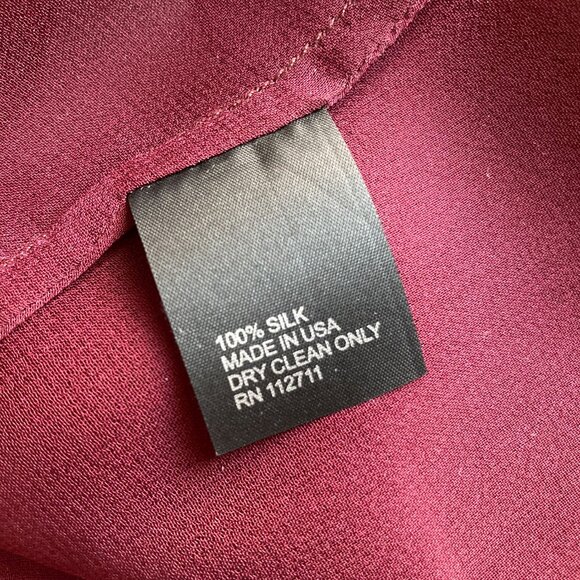 100% SILK
MADE IN USA
DRY CLEAN ONLY
RN 112711